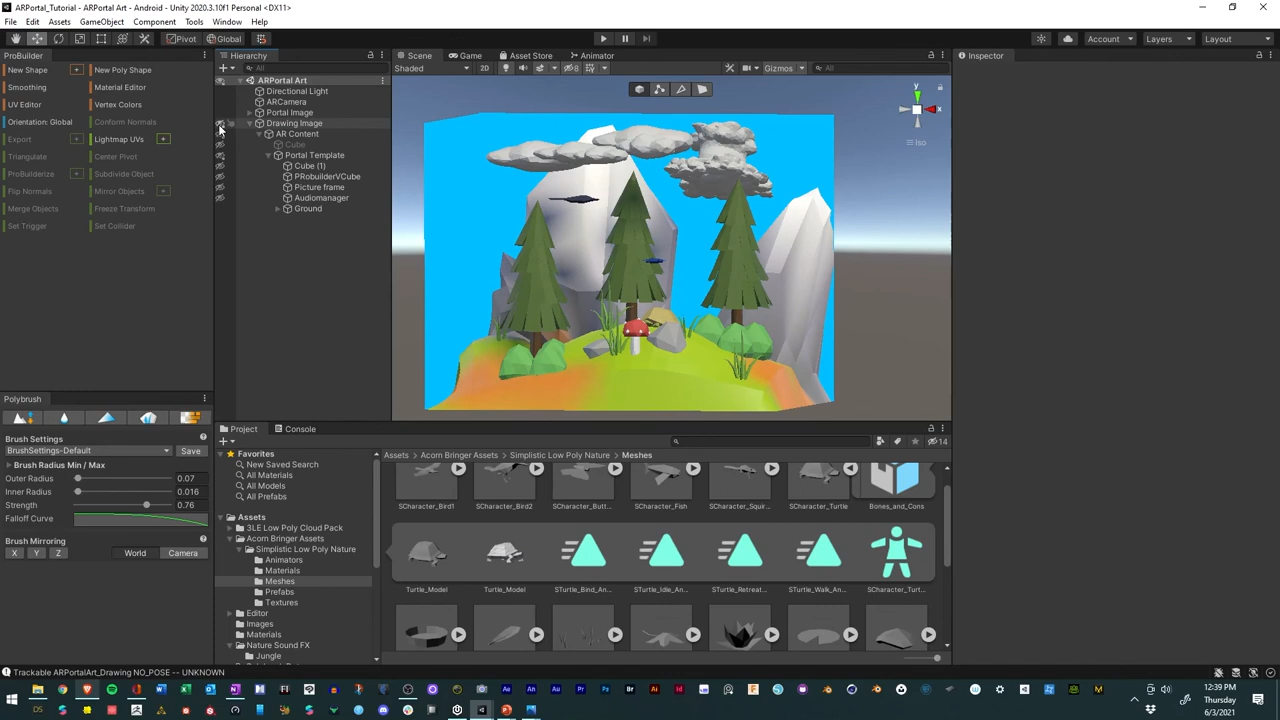 ARPortal_Tutorial - ARPortal Art - Android - Unity 2020.3.10f1 Personal <DX11>
File Edit Assets GameObject Component Tools Window Help
Pivot Global Account Layers Layout
ProBuilder
New Shape New Poly Shape
Smoothing Material Editor
UV Editor Vertex Colors
Orientation: Global Conform Normals
Export Lightmap UVs
Triangulate Center Pivot
ProBuilderize Subdivide Object
Flip Normals Mirror Objects
Merge Objects Freeze Transform
Set Trigger Set Collider
Hierarchy
All
ARPortal Art
Directional Light
ARCamera
Portal Image
Drawing Image
AR Content
Cube
Portal Template
Cube (1)
PRobuilderVCube
Picture frame
Audiomanager
Ground
Scene Game Asset Store Animator
Shaded 2D 8 Gizmos All
y
x
Iso
Inspector
Polybrush
Brush Settings
BrushSettings-Default Save
Brush Radius Min / Max
Outer Radius 0.07
Inner Radius 0.016
Strength 0.76
Falloff Curve
Brush Mirroring
X Y Z World Camera
Project Console
14
Favorites
New Saved Search
All Materials
All Models
All Prefabs
Assets
3LE Low Poly Cloud Pack
Acorn Bringer Assets
Simplistic Low Poly Nature
Animators
Materials
Meshes
Prefabs
Textures
Editor
Images
Materials
Nature Sound FX
Jungle
Assets > Acorn Bringer Assets > Simplistic Low Poly Nature > Meshes
SCharacter_Bird1 SCharacter_Bird2 SCharacter_Butt... SCharacter_Fish SCharacter_Squir... SCharacter_Turtle Bones_and_Cons
Turtle_Model Turtle_Model STurtle_Bind_An... STurtle_Idle_An... STurtle_Retreat... STurtle_Walk_An... SCharacter_Turt...
Trackable ARPortalArt_Drawing NO_POSE -- UNKNOWN
12:39 PM
Thursday
6/3/2021